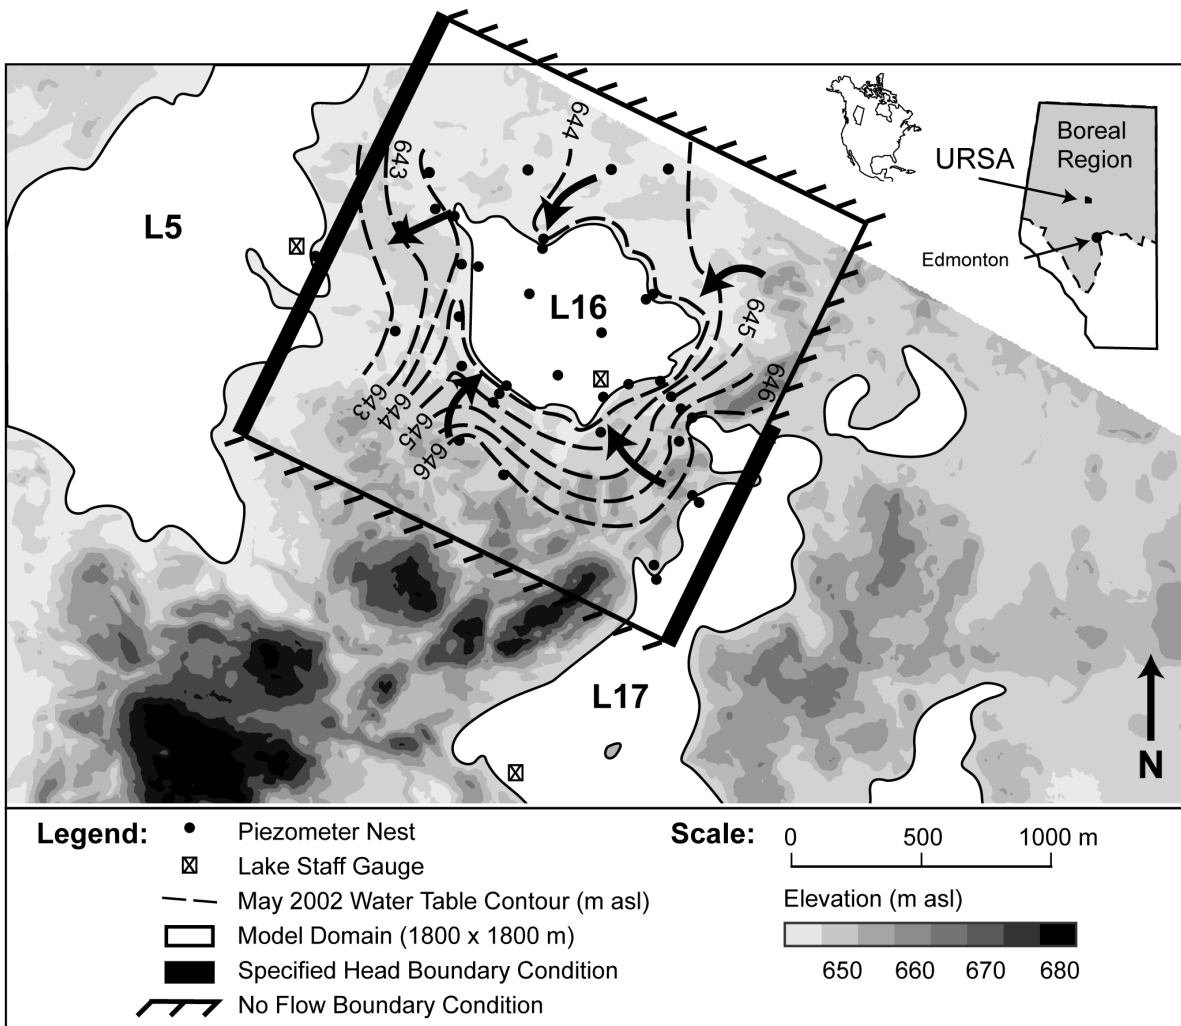 644
643
Boreal
Region
URSA
L5
Edmonton
L16
645
646
643
644
645
646
L17
N
Legend:
Piezometer Nest
Lake Staff Gauge
May 2002 Water Table Contour (m asl)
Model Domain (1800 x 1800 m)
Specified Head Boundary Condition
No Flow Boundary Condition
Scale:
0 500 1000 m
Elevation (m asl)
650 660 670 680